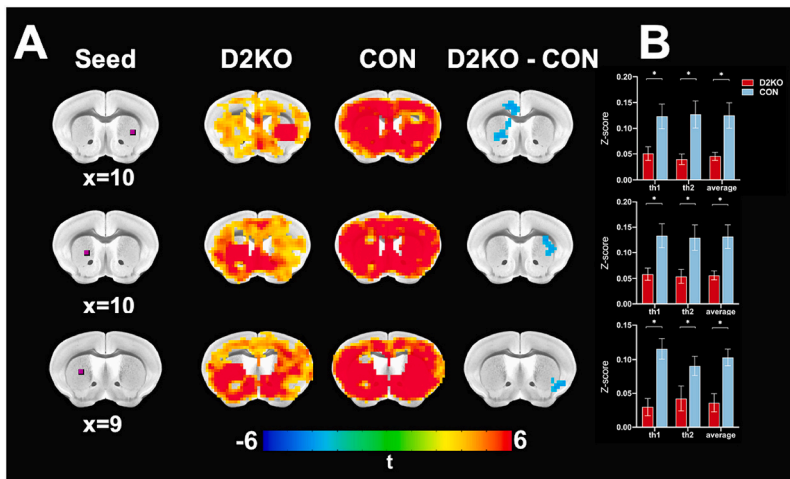 A
B
Seed D2KO CON D2KO - CON
x=10
x=10
x=9
-6 6
t
D2KO
CON
Z-score
0.20
0.15
0.10
0.05
0.00
* * *
th1 th2 average
Z-score
0.20
0.15
0.10
0.05
0.00
* * *
th1 th2 average
Z-score
0.15
0.10
0.05
0.00
* * *
th1 th2 average